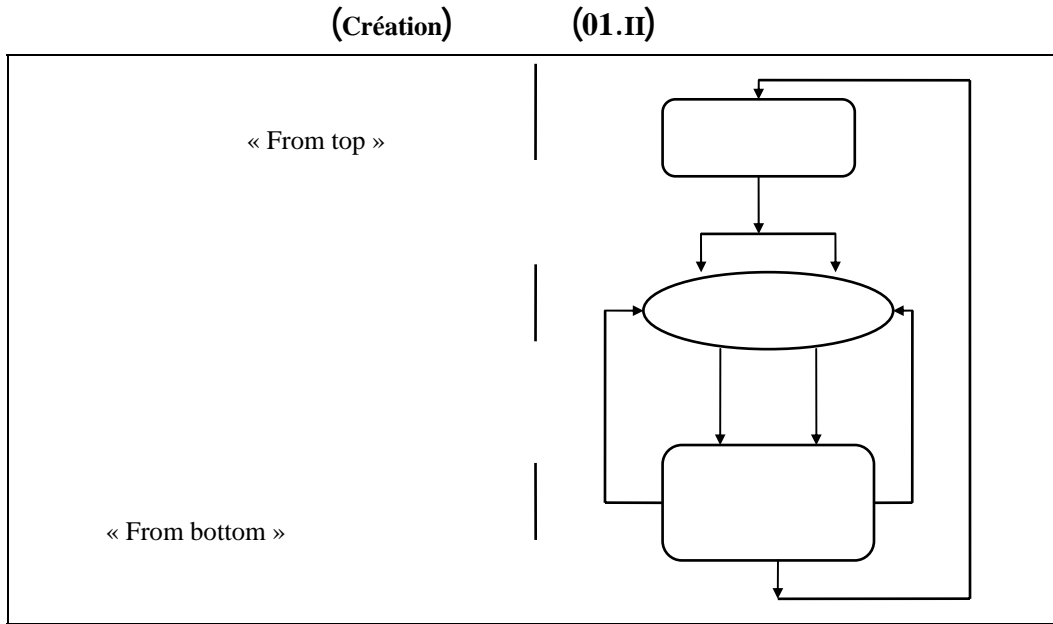 (Création) (01.II)
« From top »
« From bottom »